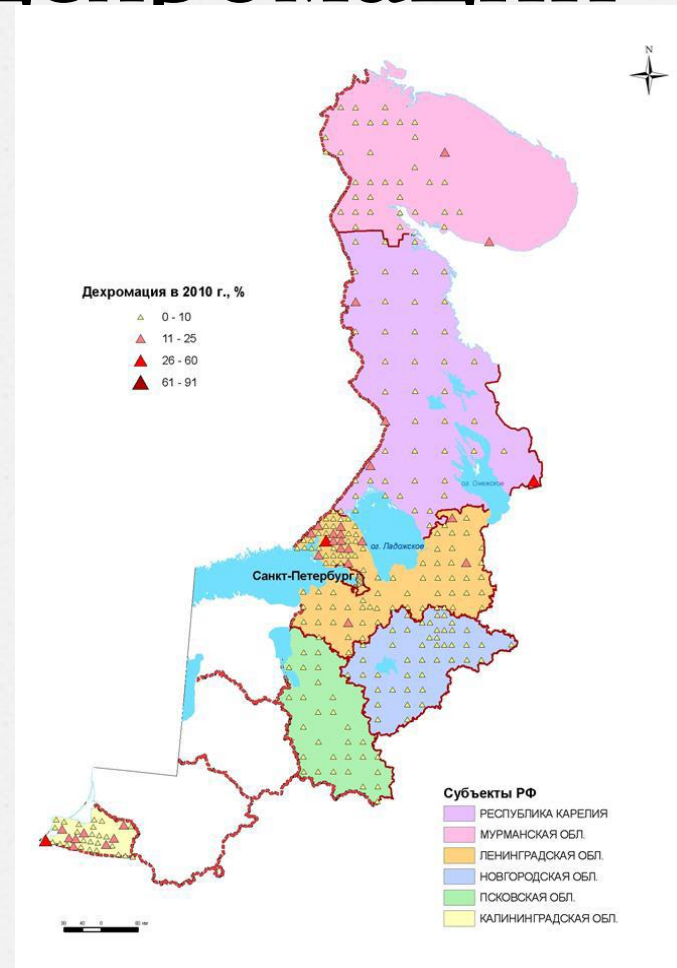 дехромации
N
Дехромация в 2010 г., %
0 - 10
11 - 25
26 - 60
61 - 91
оз. Онежское
оз. Ладожское
Санкт-Петербург
Субъекты РФ
РЕСПУБЛИКА КАРЕЛИЯ
МУРМАНСКАЯ ОБЛ.
ЛЕНИНГРАДСКАЯ ОБЛ.
НОВГОРОДСКАЯ ОБЛ.
ПСКОВСКАЯ ОБЛ.
КАЛИНИНГРАДСКАЯ ОБЛ.